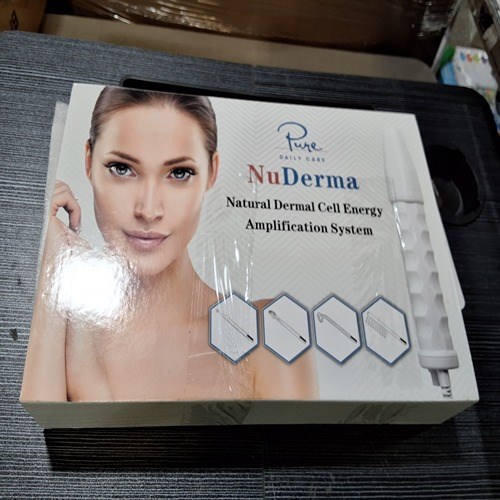 Pure
DAILY CARE
NuDerma
Natural Dermal Cell Energy
Amplification System